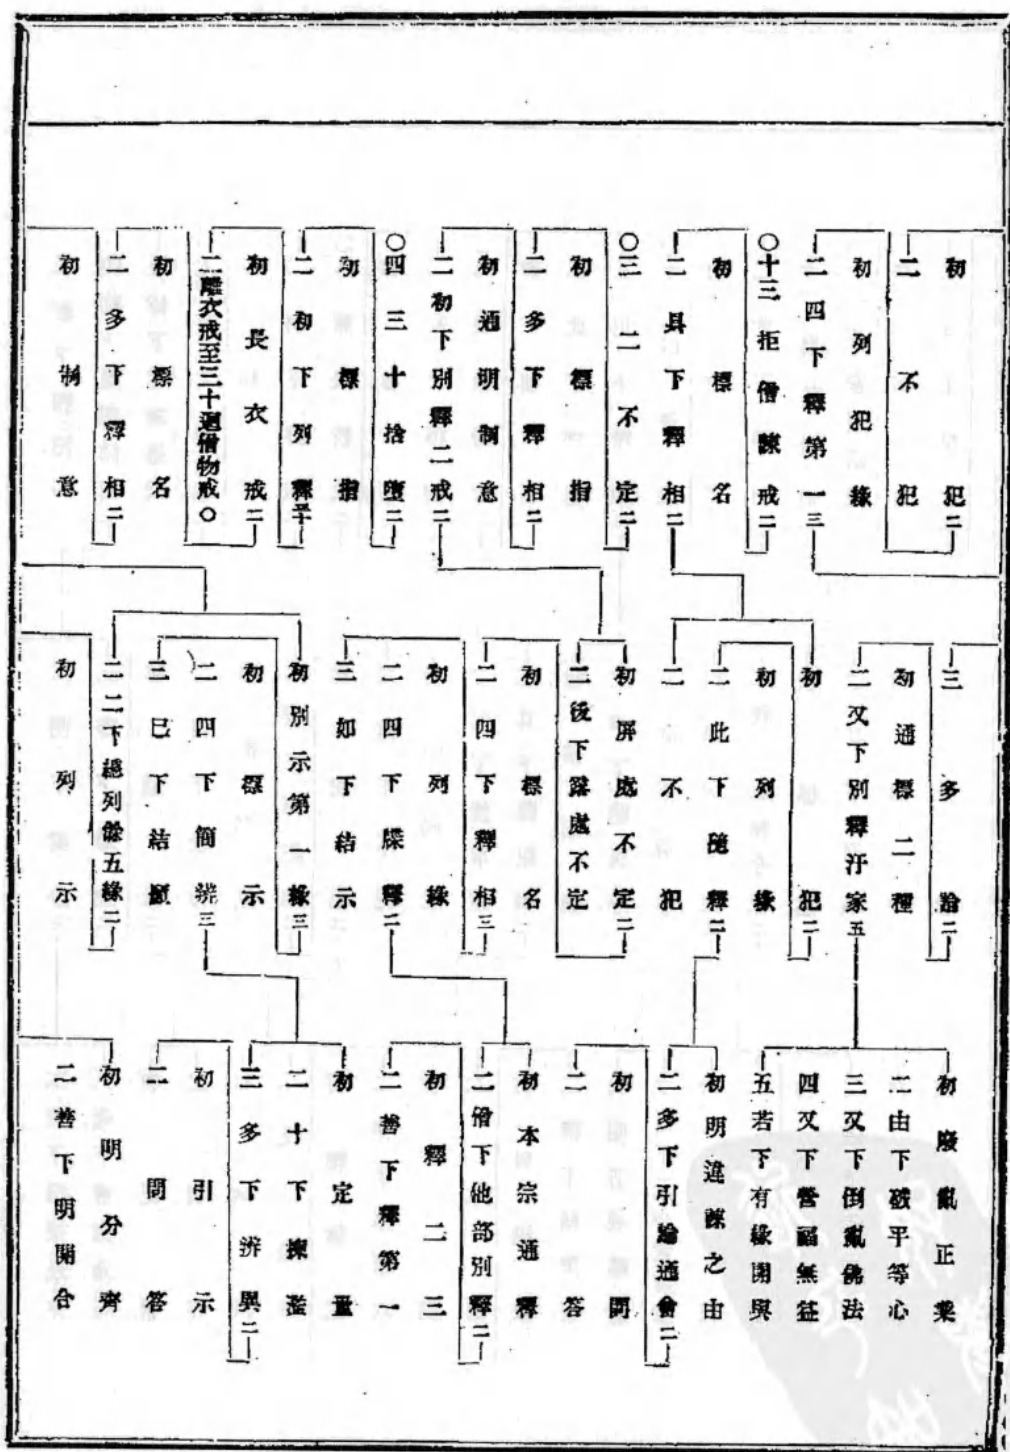 初犯二
二不犯
初列犯緣
二四下釋第一三
〇十三拒僧諫戒二
初標名
二具下釋相二
〇三二不定二
初標指
二多下釋相二
初通明制意
二初下別釋二戒二
〇四三十捨墮二
初標指
二初下列釋三十
初長衣戒二
二離衣戒至三十迴僧物戒〇
初標名
二多下釋相二
初制意
三多論二
初通標二種
二又下別釋汙家五
初犯二
初列緣
二此下隨釋二
二不犯
初屏處不定二
二後下露處不定
初標名
二四下釋相三
初列緣
二四下牒釋二
三如下結示
初別示第一緣三
初標示
二四下簡辨三
三已下結顯
二二下總列餘五緣二
初列示
初廢亂正業
二由下破平等心
三又下倒亂佛法
四又下營福無益
五若下有緣開與
初明違諫之由
二多下引論通會二
初問
二答
初本宗通釋
二僧下他部別釋二
初釋二三
二善下釋第一
初定量
二十下揀濫
三多下辨異二
初引示
二問答
初明分齊
二善下明開合